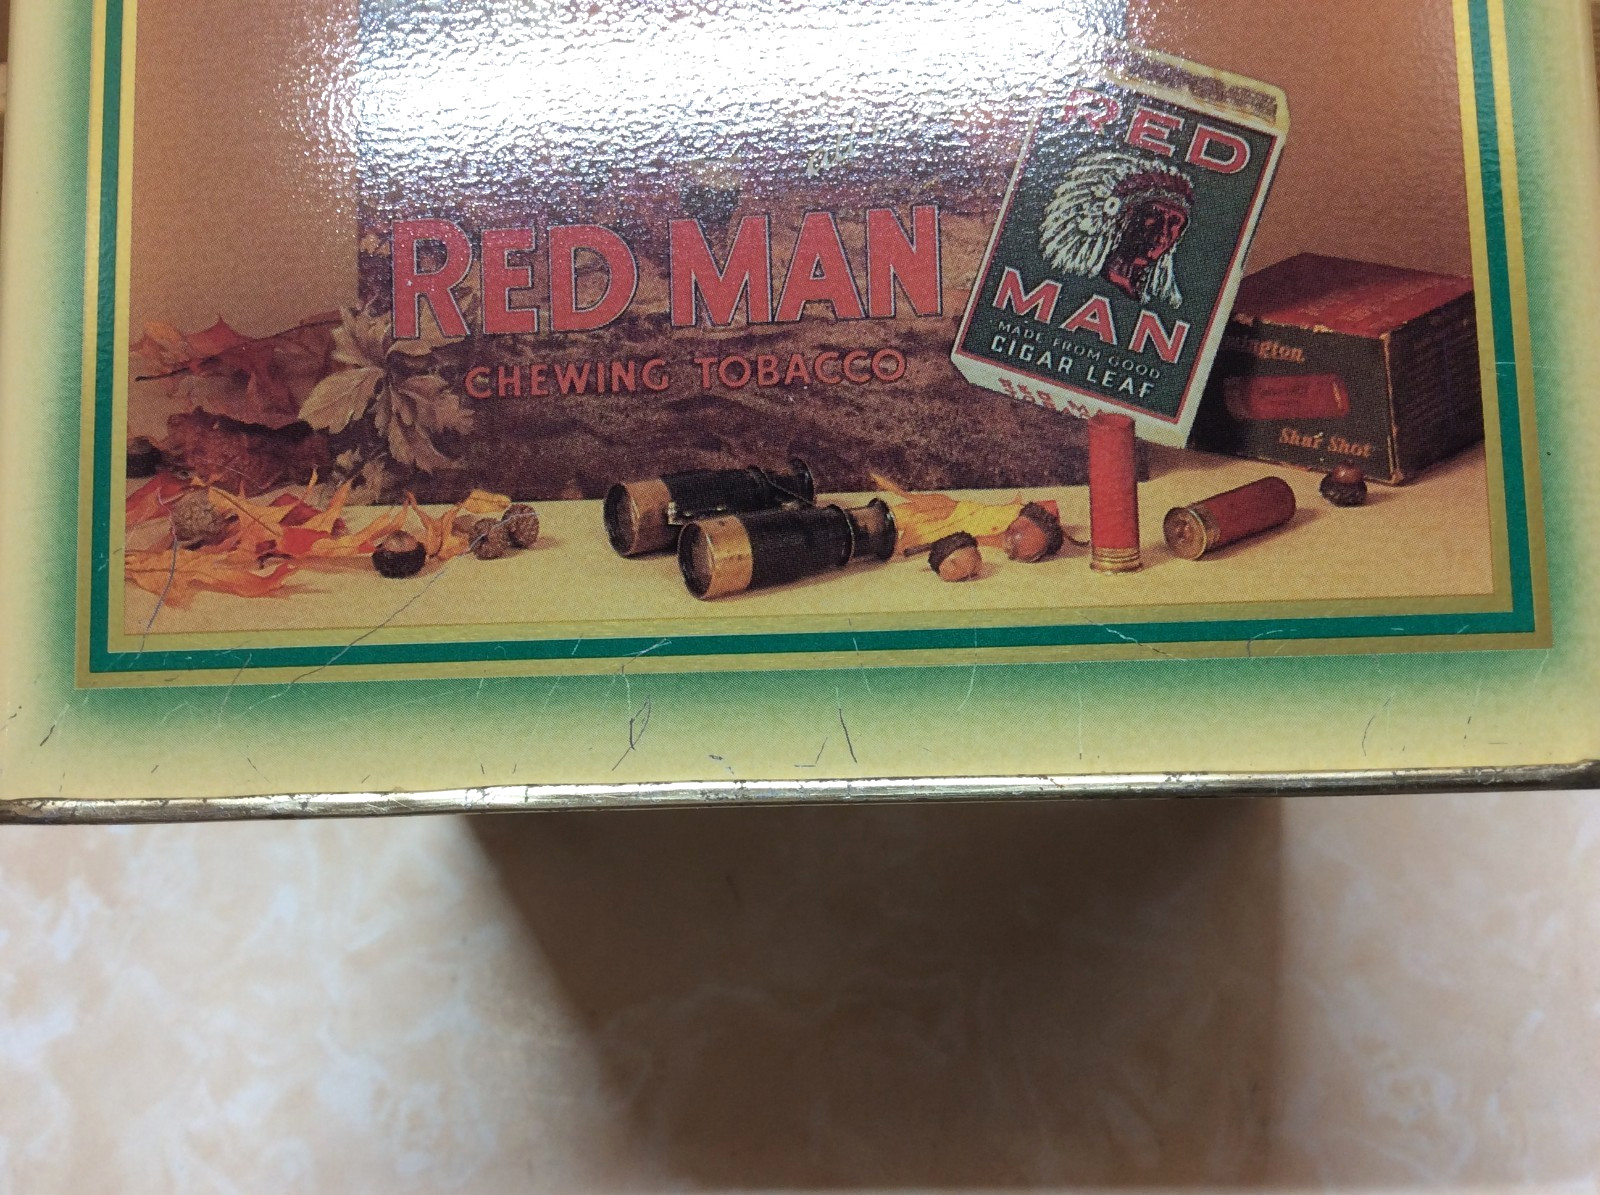 RED MAN
CHEWING TOBACCO
RED
MAN
MADE FROM GOOD
CIGAR LEAF
Shur Shot